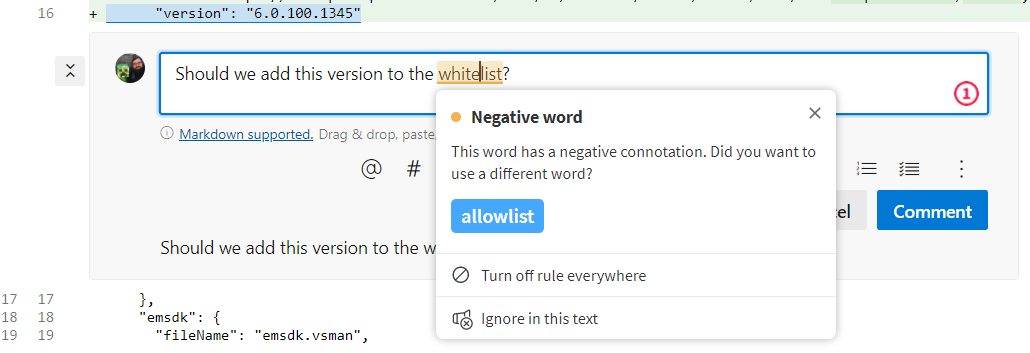 16 + "version": "6.0.100.1345"
Should we add this version to the whitelist?
1
Markdown supported. Drag & drop, paste,
Negative word
This word has a negative connotation. Did you want to
use a different word?
allowlist
@ #
Comment
Should we add this version to the w
Turn off rule everywhere
Ignore in this text
17 17 },
18 18 "emsdk": {
19 19 "fileName": "emsdk.vsman",